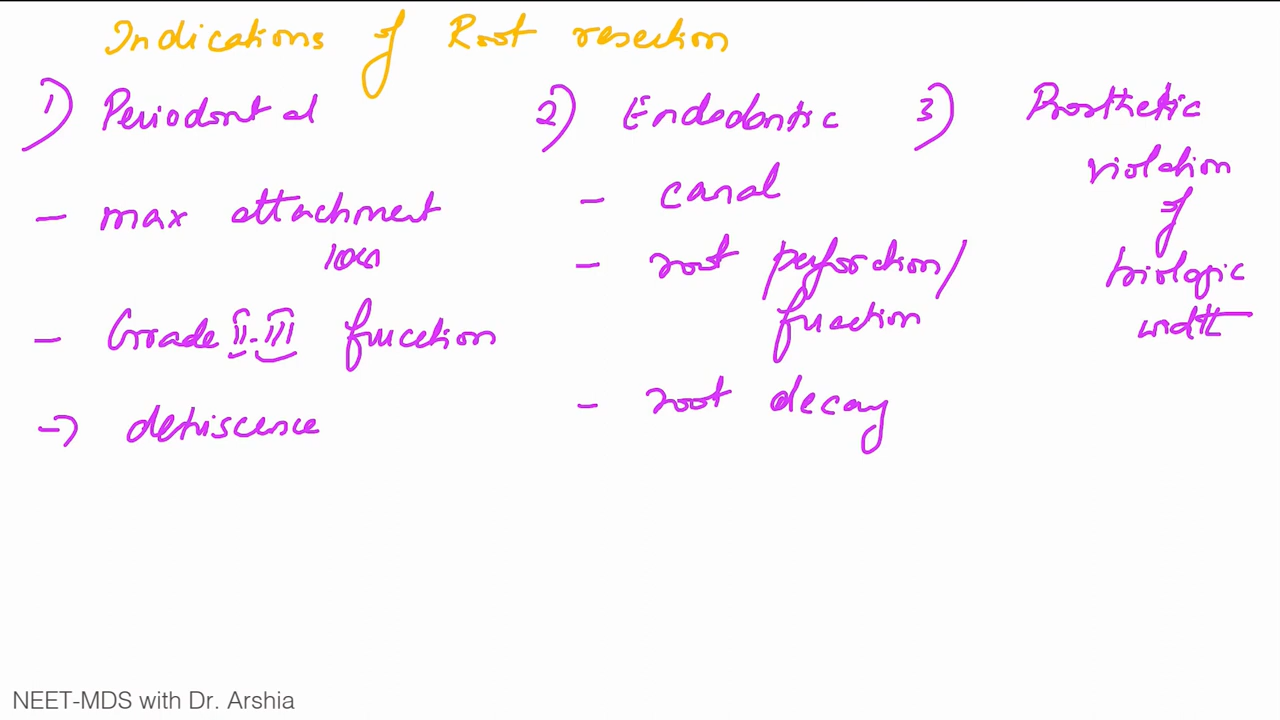 Indications of Root resection
1) Periodontal
- max attachment
loss
- Grade II-III furcation
→ dehiscence
2) Endodontic
- canal
- root perforation/
fracture
- root decay
3) Prosthetic
violation
of
biologic
width
NEET-MDS with Dr. Arshia